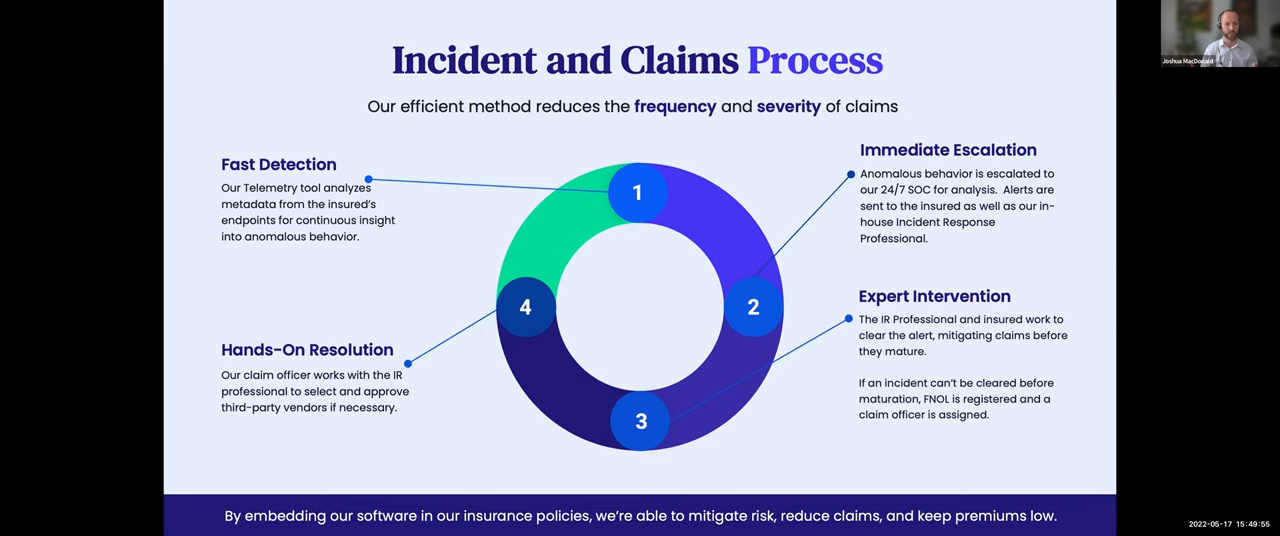 Incident and Claims Process
Our efficient method reduces the frequency and severity of claims
Fast Detection
Our Telemetry tool analyzes
metadata from the insured's
endpoints for continuous insight
into anomalous behavior.
Immediate Escalation
Anomalous behavior is escalated to
our 24/7 SOC for analysis. Alerts are
sent to the insured as well as our in-
house Incident Response
Professional.
1
2
3
4
Expert Intervention
The IR Professional and insured work to
clear the alert, mitigating claims before
they mature.
If an incident can't be cleared before
maturation, FNOL is registered and a
claim officer is assigned.
Hands-On Resolution
Our claim officer works with the IR
professional to select and approve
third-party vendors if necessary.
By embedding our software in our insurance policies, we're able to mitigate risk, reduce claims, and keep premiums low.
Joshua MacDonald
2022-05-17 15:49:55